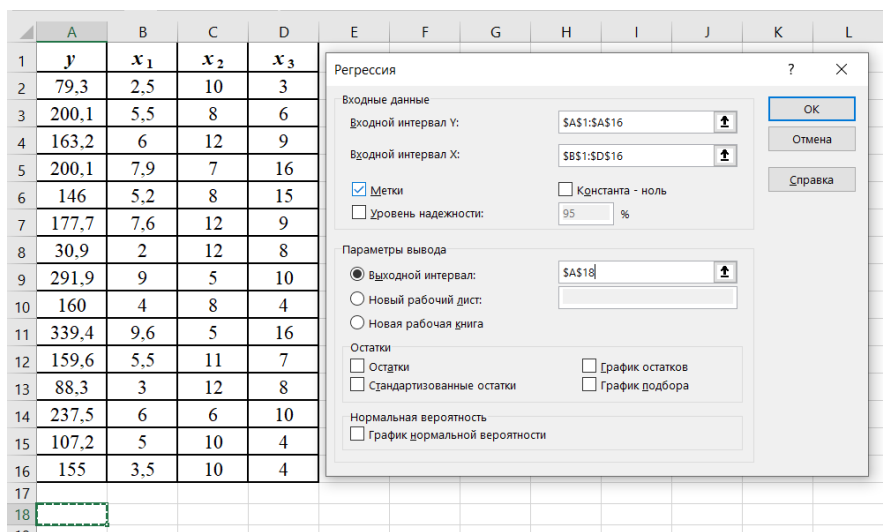 A B C D E F G H I J K L
1 y x 1 x 2 x 3
2 79,3 2,5 10 3
3 200,1 5,5 8 6
4 163,2 6 12 9
5 200,1 7,9 7 16
6 146 5,2 8 15
7 177,7 7,6 12 9
8 30,9 2 12 8
9 291,9 9 5 10
10 160 4 8 4
11 339,4 9,6 5 16
12 159,6 5,5 11 7
13 88,3 3 12 8
14 237,5 6 6 10
15 107,2 5 10 4
16 155 3,5 10 4
17
18
Регрессия ? ×
Входные данные
Входной интервал Y: $A$1:$A$16
Входной интервал X: $B$1:$D$16
Метки Константа - ноль
Уровень надежности: 95 %
Параметры вывода
Выходной интервал: $A$18
Новый рабочий лист:
Новая рабочая книга
Остатки
Остатки График остатков
Стандартизованные остатки График подбора
Нормальная вероятность
График нормальной вероятности
ОК
Отмена
Справка